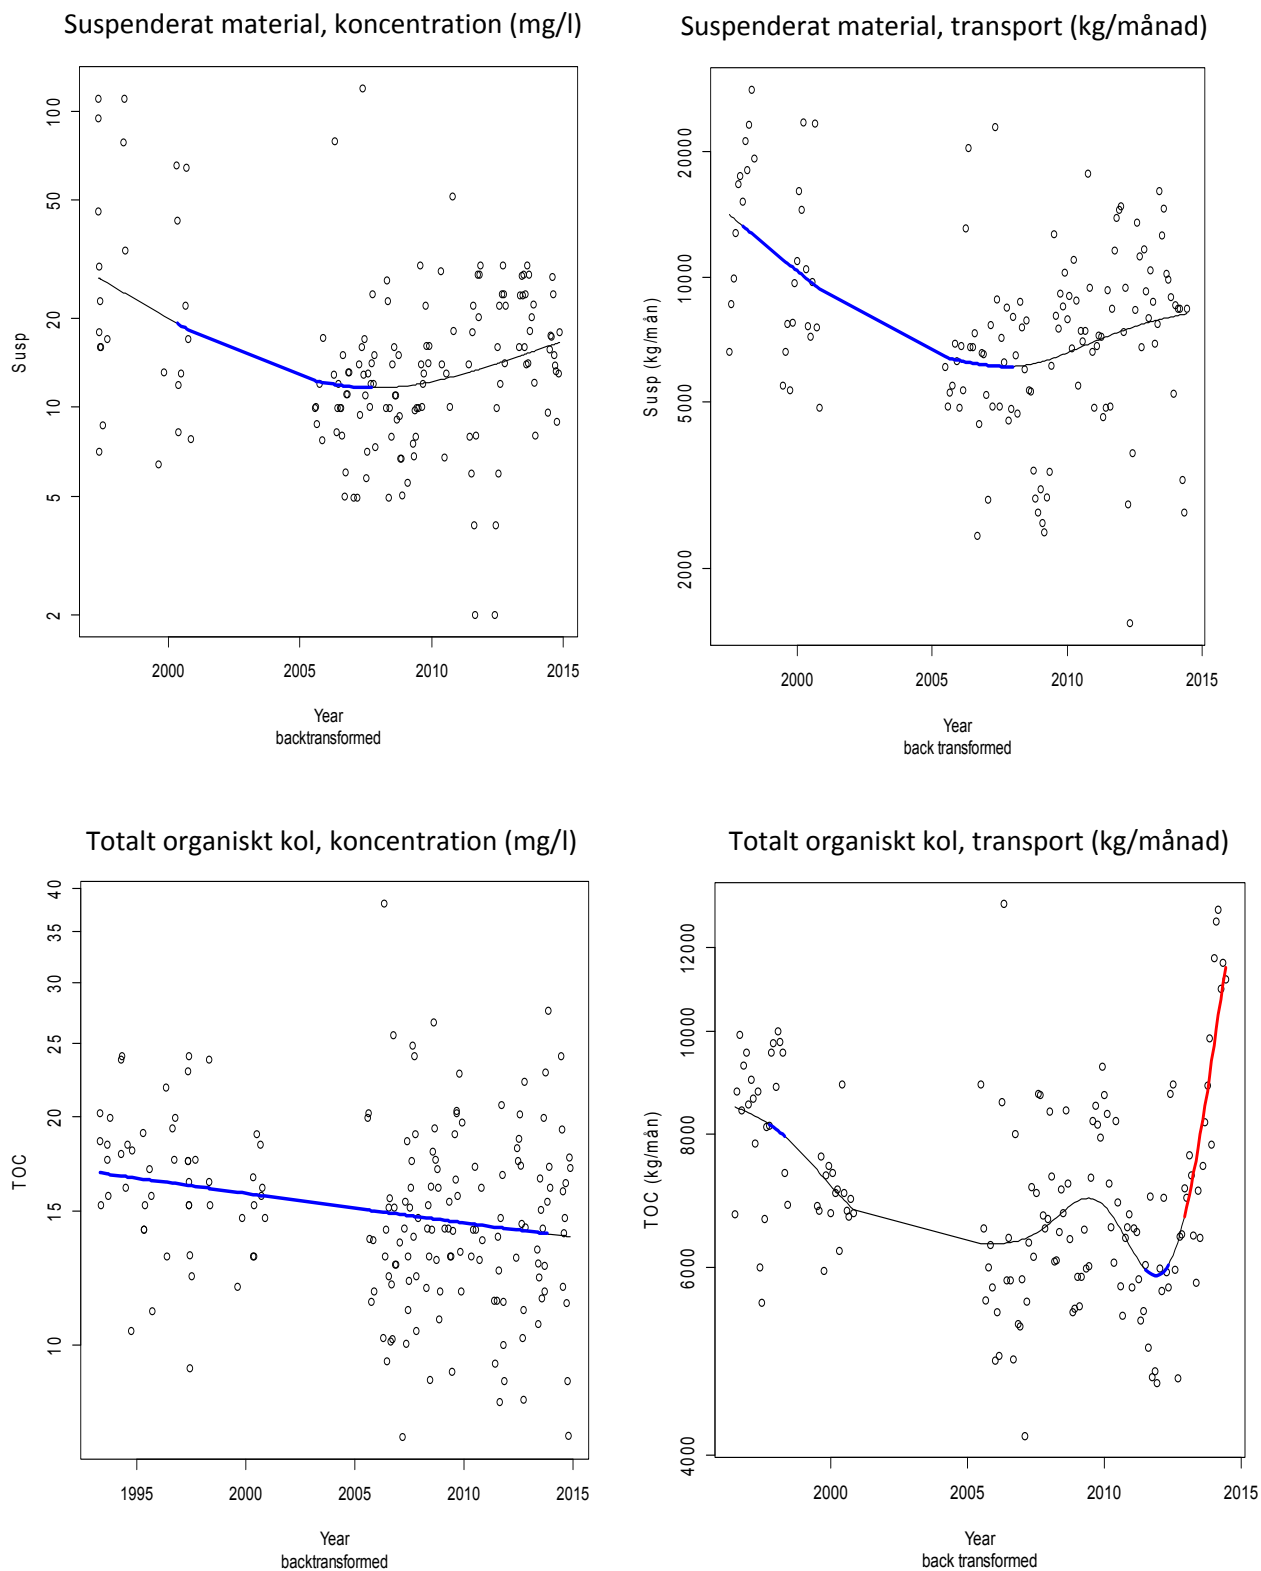 Suspenderat material, koncentration (mg/l)
Susp
100
50
20
10
5
2
2000
2005
2010
2015
Year
backtransformed
Suspenderat material, transport (kg/månad)
Susp (kg/mån)
20000
10000
5000
2000
2000
2005
2010
2015
Year
back transformed
Totalt organiskt kol, koncentration (mg/l)
TOC
40
35
30
25
20
15
10
1995
2000
2005
2010
2015
Year
backtransformed
Totalt organiskt kol, transport (kg/månad)
TOC (kg/mån)
12000
10000
8000
6000
4000
2000
2005
2010
2015
Year
back transformed